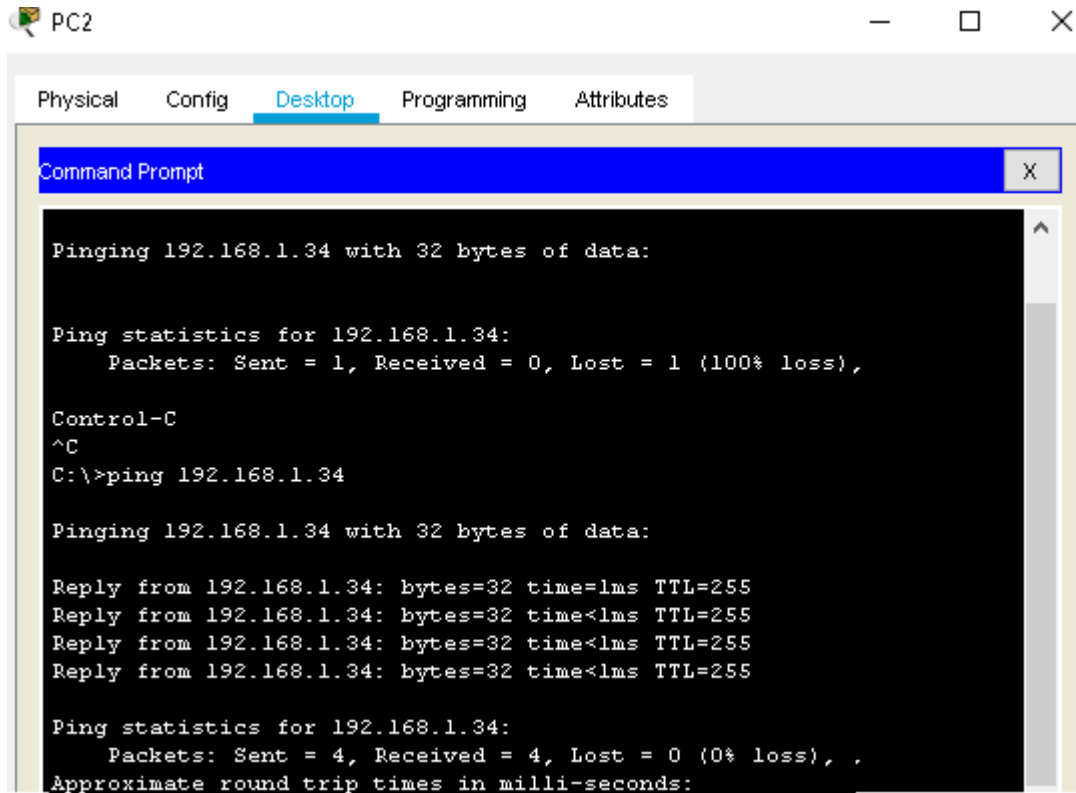 PC2
Physical Config Desktop Programming Attributes
Command Prompt X
Pinging 192.168.1.34 with 32 bytes of data:
Ping statistics for 192.168.1.34:
Packets: Sent = 1, Received = 0, Lost = 1 (100% loss),
Control-C
^C
C:\>ping 192.168.1.34
Pinging 192.168.1.34 with 32 bytes of data:
Reply from 192.168.1.34: bytes=32 time=1ms TTL=255
Reply from 192.168.1.34: bytes=32 time<1ms TTL=255
Reply from 192.168.1.34: bytes=32 time<1ms TTL=255
Reply from 192.168.1.34: bytes=32 time<1ms TTL=255
Ping statistics for 192.168.1.34:
Packets: Sent = 4, Received = 4, Lost = 0 (0% loss), .
Approximate round trip times in milli-seconds: